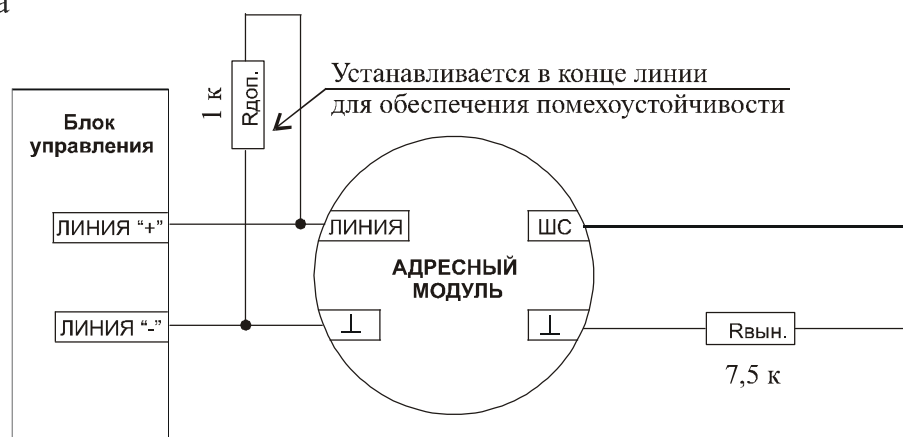 а
1 к
Rдоп.
Устанавливается в конце линии
для обеспечения помехоустойчивости
Блок
управления
ЛИНИЯ "+"
ЛИНИЯ
ШС
АДРЕСНЫЙ
МОДУЛЬ
ЛИНИЯ "-"
Rвын.
7,5 к